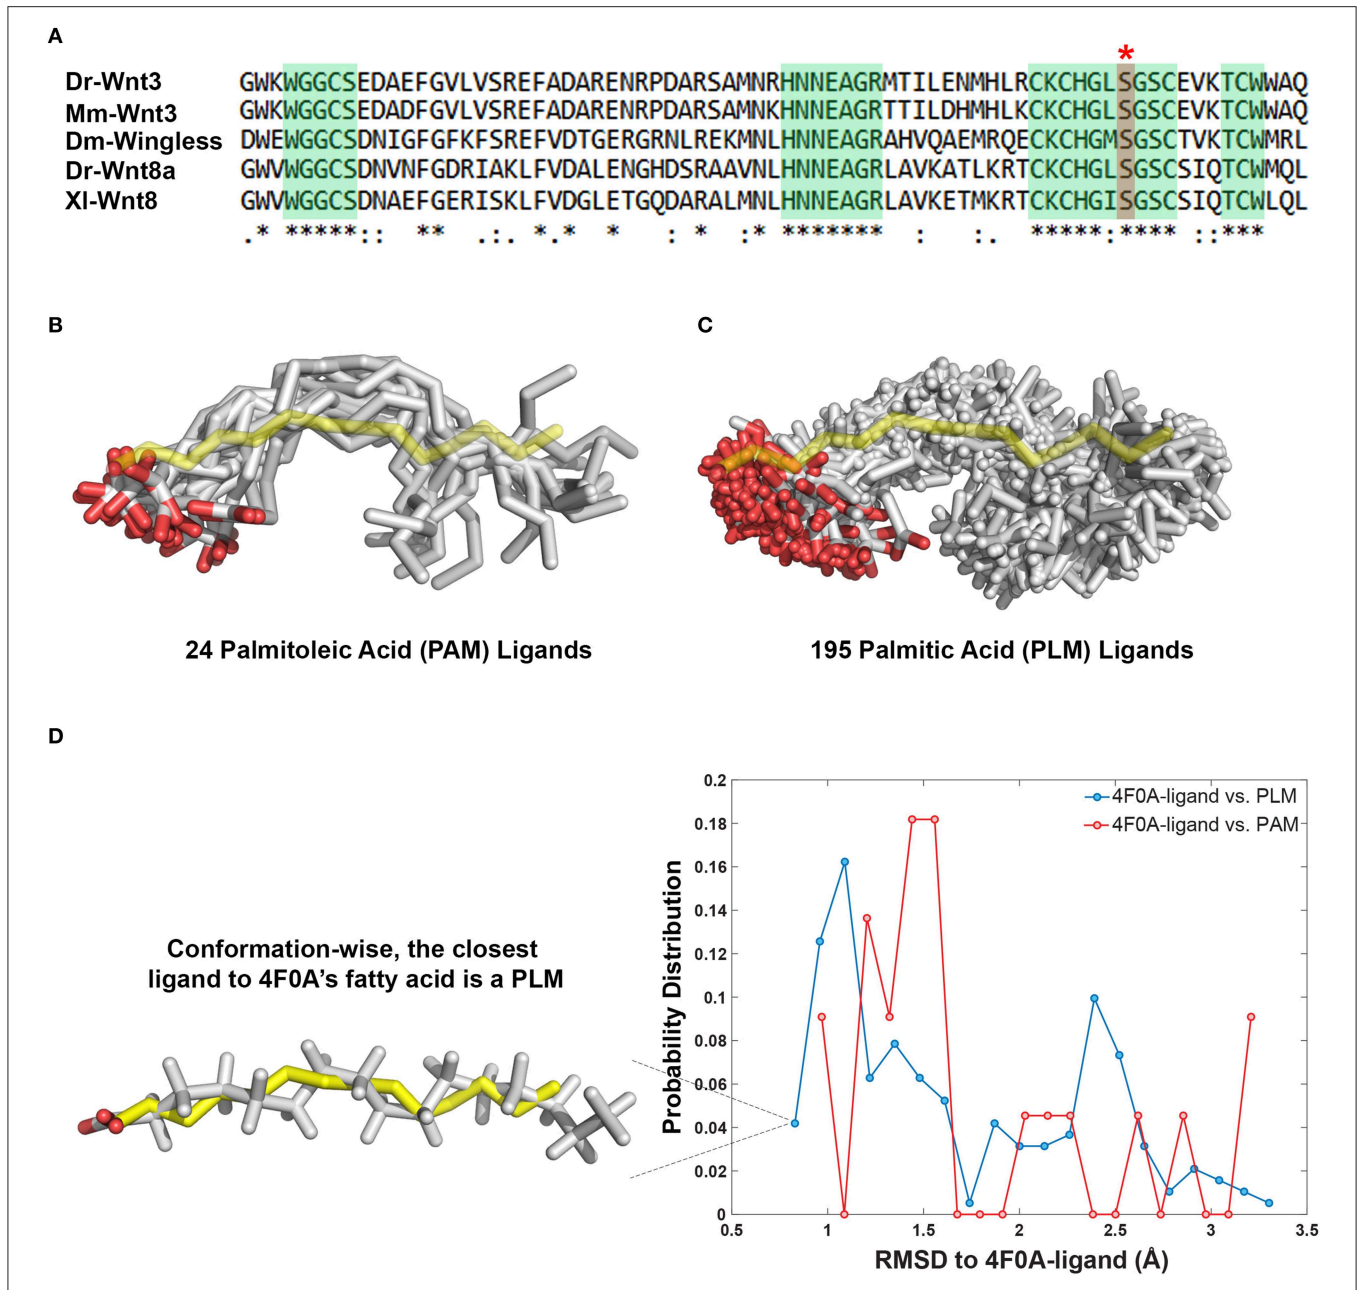 A
*
Dr-Wnt3 GWKWGGCSEDAEFGVLVSREFADARENRPDARSAMNRHNNEAGRMTILENMHLRCKCHGLSGSCEVKTCWWAQ
Mm-Wnt3 GWKWGGCSEDADFGVLVSREFADARENRPDARSAMNKHNNEAGRTTILDHMHLKCKCHGLSGSCEVKTCWWAQ
Dm-Wingless DWEWGGCSDNIGFGFKFSREFVDTGERGRNLREKMNLHNNEAGRAHVQAEMRQECKCHGMSGSCTVKTCWMRL
Dr-Wnt8a GWVWGGCSDNVNFGDRIAKLFVDALENGHDSRAAVNLHNNEAGRLAVKATLKRTCKCHGLSGSCSIQTCWMQL
Xl-Wnt8 GWVWGGCSDNAEFGERISKLFVDGLETGQDARALMNLHNNEAGRLAVKETMKRTCKCHGISGSCSIQTCWLQL
.* *****:: ** .:. *.* * : * :* ******* : :. *****:**** ::***
B
C
24 Palmitoleic Acid (PAM) Ligands
195 Palmitic Acid (PLM) Ligands
D
Conformation-wise, the closest
ligand to 4F0A's fatty acid is a PLM
Probability Distribution
0.2
0.18
0.16
0.14
0.12
0.1
0.08
0.06
0.04
0.02
0
4F0A-ligand vs. PLM
4F0A-ligand vs. PAM
0.5 1 1.5 2 2.5 3 3.5
RMSD to 4F0A-ligand (Å)